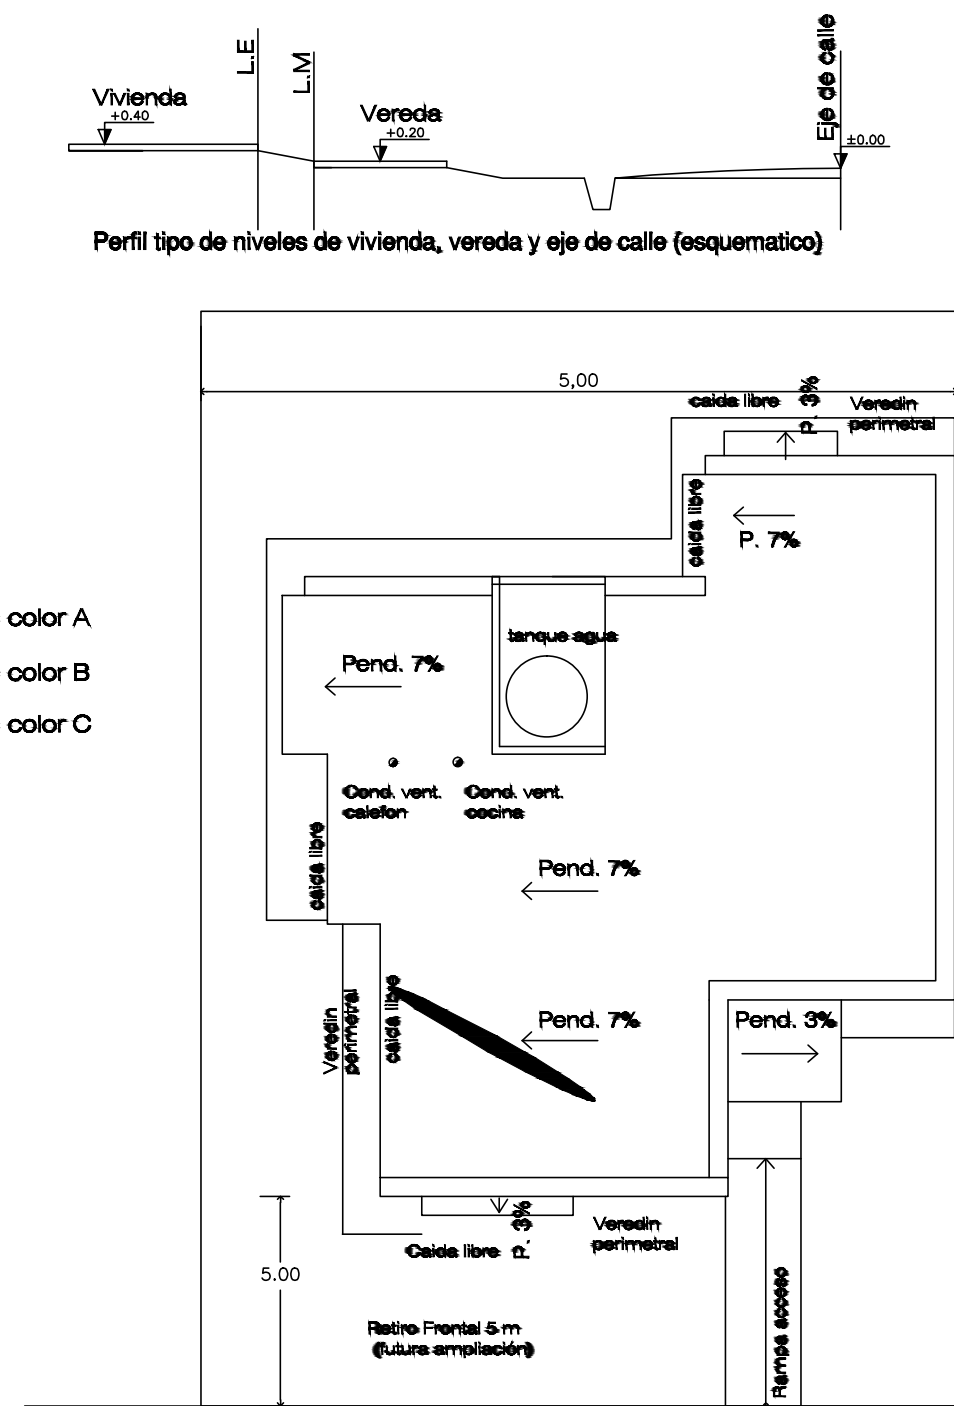 L.E
L.M
Eje de calle
Vivienda
+0.40
Vereda
+0.20
±0.00
Perfil tipo de niveles de vivienda, vereda y eje de calle (esquematico)
5,00
caida libre
P. 3%
Veredin
perimetral
caida libre
P. 7%
color A
color B
color C
tanque agua
Pend. 7%
Cond. vent.
calefon
Cond. vent.
cocina
caida libre
Pend. 7%
Veredin
perimetral
caida libre
Pend. 7%
Pend. 3%
P. 3%
Veredin
perimetral
Caida libre
5.00
Rampa acceso
Retiro Frontal 5 m
(futura ampliación)